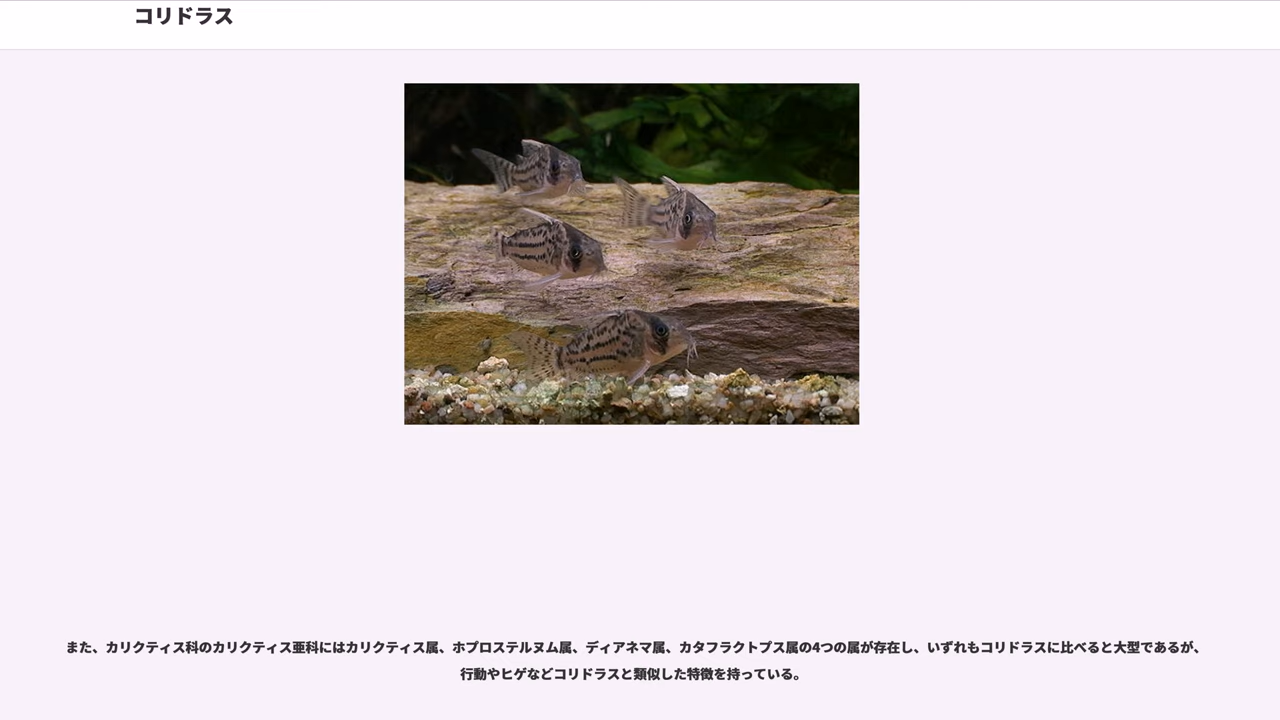 コリドラス
また、カリクティス科のカリクティス亜科にはカリクティス属、ホプロステルヌム属、ディアネマ属、カタフラクトプス属の4つの属が存在し、いずれもコリドラスに比べると大型であるが、
行動やヒゲなどコリドラスと類似した特徴を持っている。